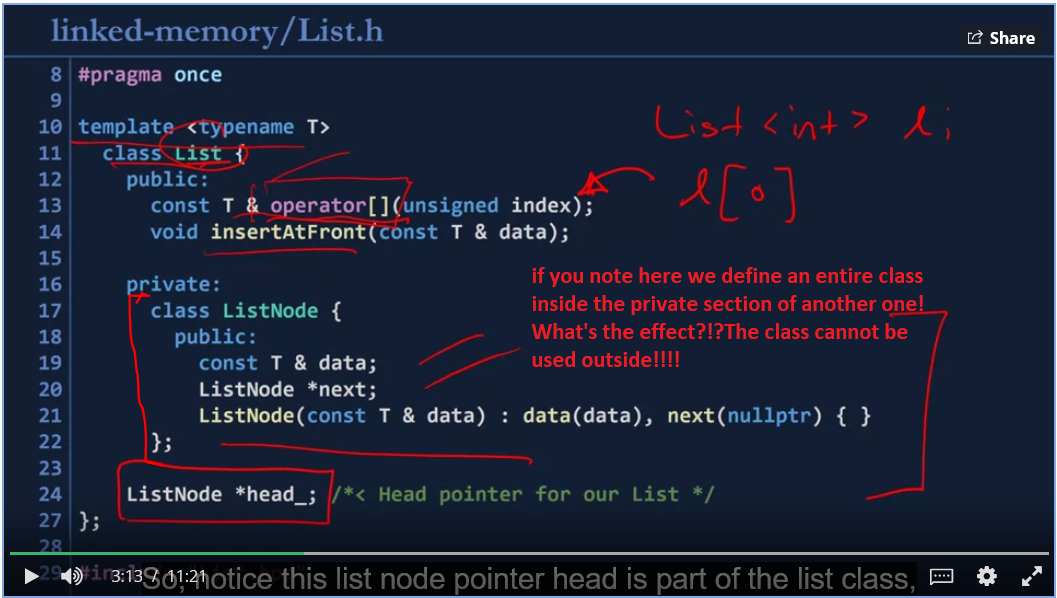 linked-memory/List.h
Share
8 #pragma once
9
10 template <typename T>
11 class List {
12 public:
13 const T & operator[](unsigned index);
14 void insertAtFront(const T & data);
15
16 private:
17 class ListNode {
18 public:
19 const T & data;
20 ListNode *next;
21 ListNode(const T & data) : data(data), next(nullptr) { }
22 };
23
24 ListNode *head_; /*< Head pointer for our List */
27 };
28
29 #in
List <int> l;
l[0]
if you note here we define an entire class
inside the private section of another one!
What's the effect?!?The class cannot be
used outside!!!!
3:13 / 11:21
So, notice this list node pointer head is part of the list class,